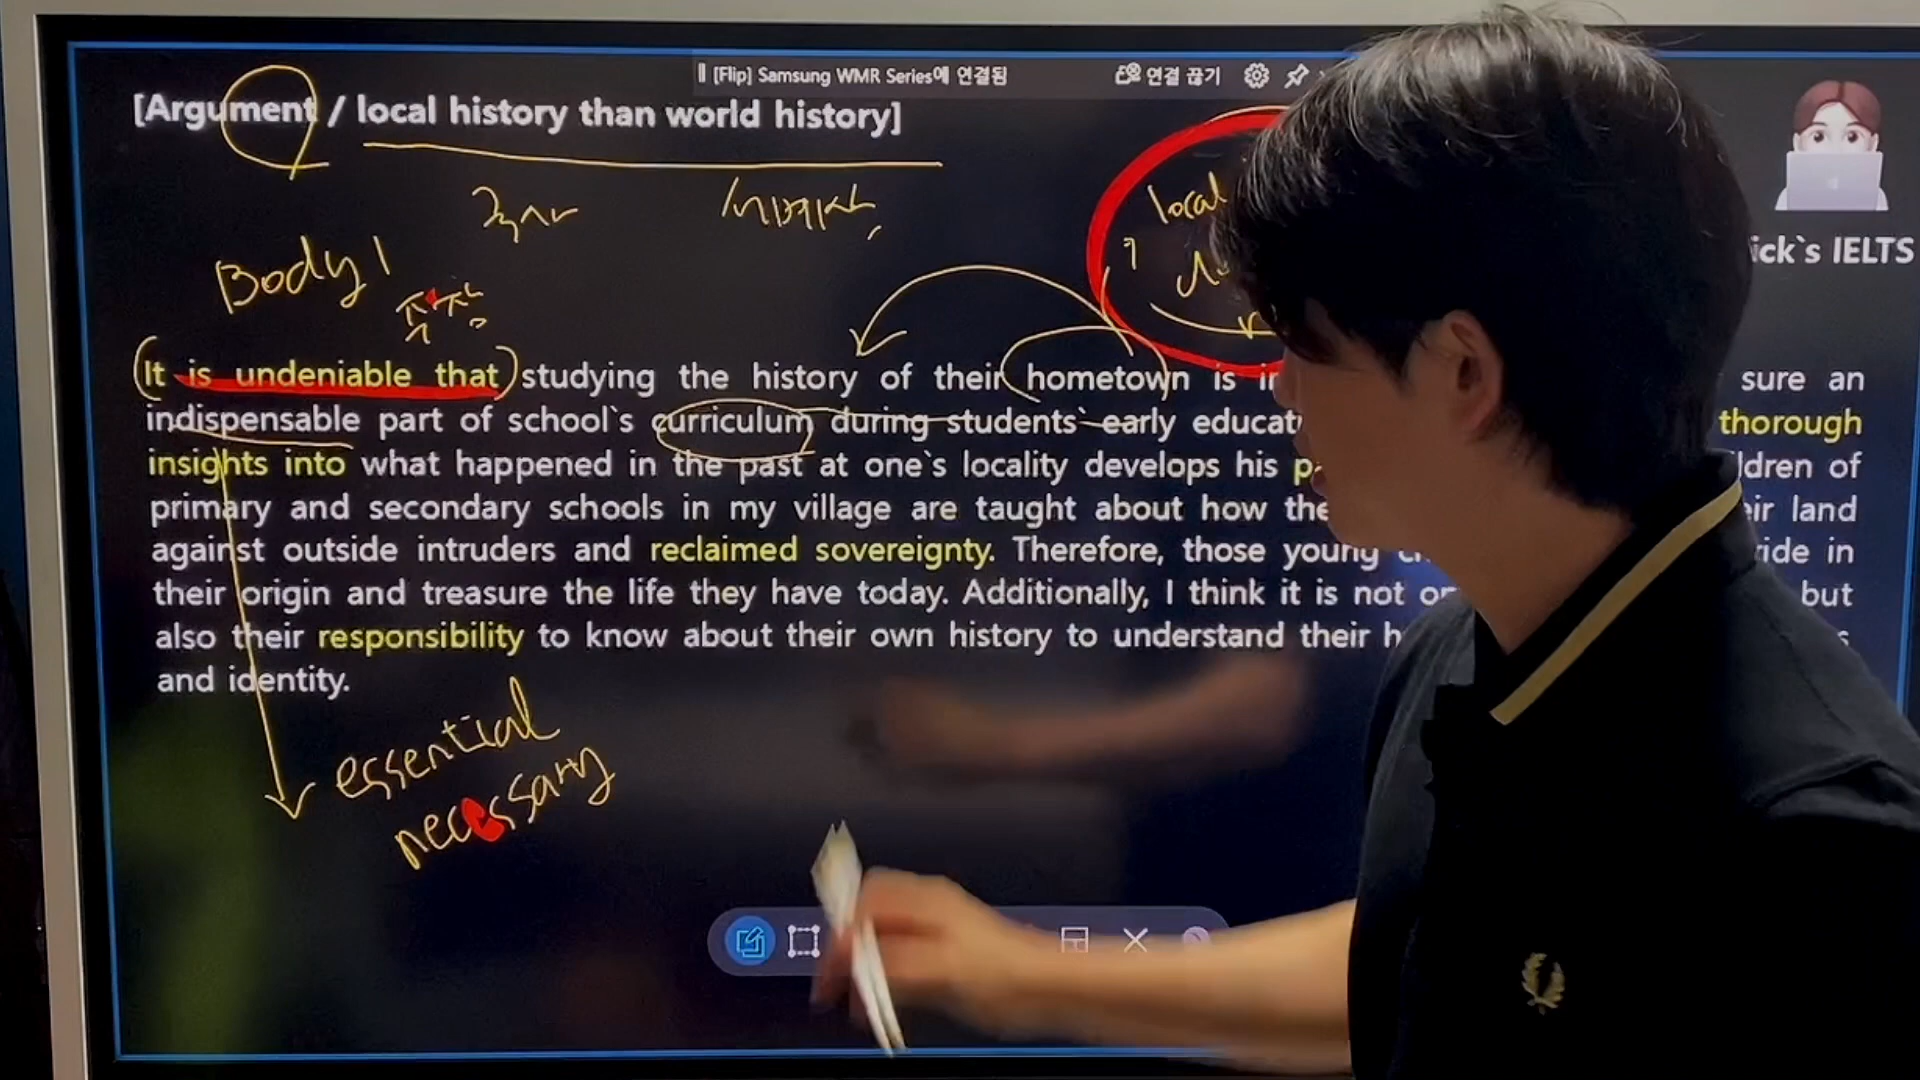 [Flip] Samsung WMR Series에 연결됨 연결 끊기
[Argument / local history than world history]
local
ick`s IELTS
Body 1
It is undeniable that studying the history of their hometown is sure an
indispensable part of school`s curriculum during students` early thorough
insights into what happened in the past at one`s locality develops his ldren of
primary and secondary schools in my village are taught about how land
against outside intruders and reclaimed sovereignty. Therefore, those young ride in
their origin and treasure the life they have today. Additionally, I think it is not but
also their responsibility to know about their own history to understand their
and identity.
essential
necessary